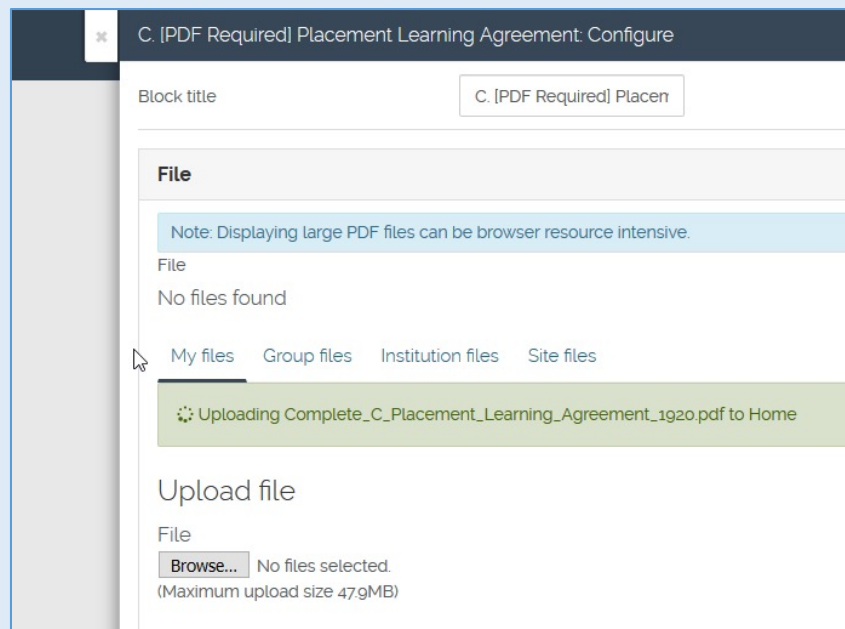 C. [PDF Required] Placement Learning Agreement: Configure
Block title
C. [PDF Required] Placem
File
Note: Displaying large PDF files can be browser resource intensive.
File
No files found
My files Group files Institution files Site files
Uploading Complete_C_Placement_Learning_Agreement_1920.pdf to Home
Upload file
File
Browse... No files selected.
(Maximum upload size 47.9MB)